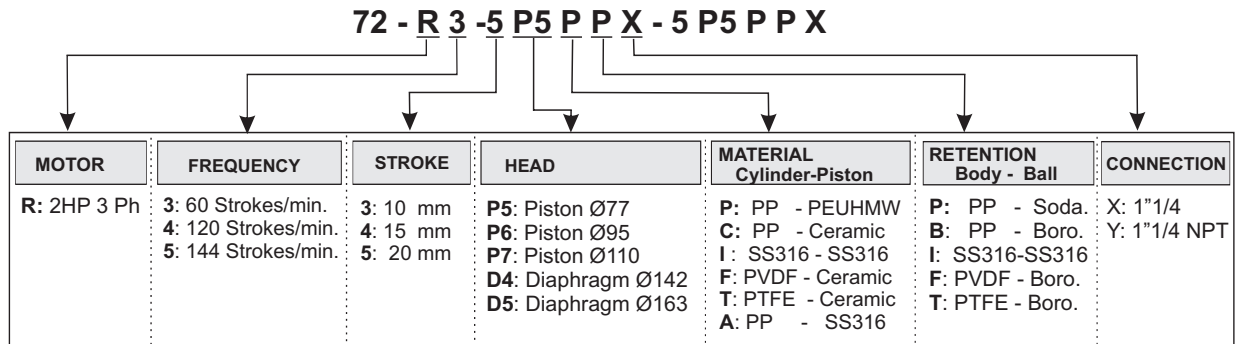 72 - R 3 -5 P5 P P X - 5 P5 P P X
MOTOR
R: 2HP 3 Ph
FREQUENCY
3: 60 Strokes/min.
4: 120 Strokes/min.
5: 144 Strokes/min.
STROKE
3: 10 mm
4: 15 mm
5: 20 mm
HEAD
P5: Piston Ø77
P6: Piston Ø95
P7: Piston Ø110
D4: Diaphragm Ø142
D5: Diaphragm Ø163
MATERIAL
Cylinder-Piston
P: PP - PEUHMW
C: PP - Ceramic
I : SS316 - SS316
F: PVDF - Ceramic
T: PTFE - Ceramic
A: PP - SS316
RETENTION
Body - Ball
P: PP - Soda.
B: PP - Boro.
I: SS316-SS316
F: PVDF - Boro.
T: PTFE - Boro.
CONNECTION
X: 1"1/4
Y: 1"1/4 NPT